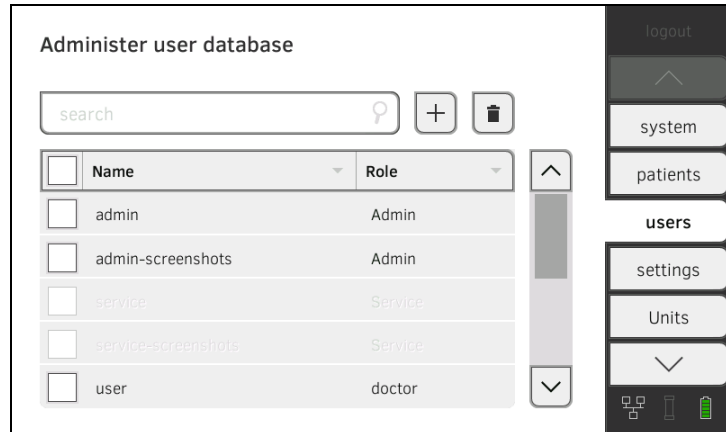 Administer user database
search
Name Role
admin Admin
admin-screenshots Admin
service Service
service-screenshots Service
user doctor
logout
system
patients
users
settings
Units